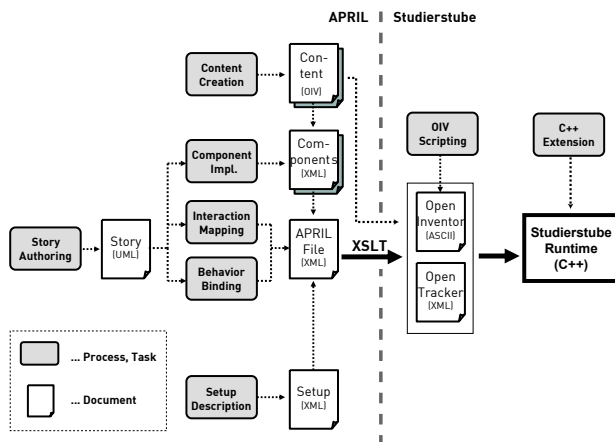 APRIL
Studierstube
Content
Creation
Con-
tent
(OIV)
Component
Impl.
Com-
ponents
(XML)
OIV
Scripting
C++
Extension
Story
Authoring
Story
(UML)
Interaction
Mapping
Behavior
Binding
APRIL
File
(XML)
XSLT
Open
Inventor
(ASCII)
Open
Tracker
(XML)
Studierstube
Runtime
(C++)
... Process, Task
... Document
Setup
Description
Setup
(XML)